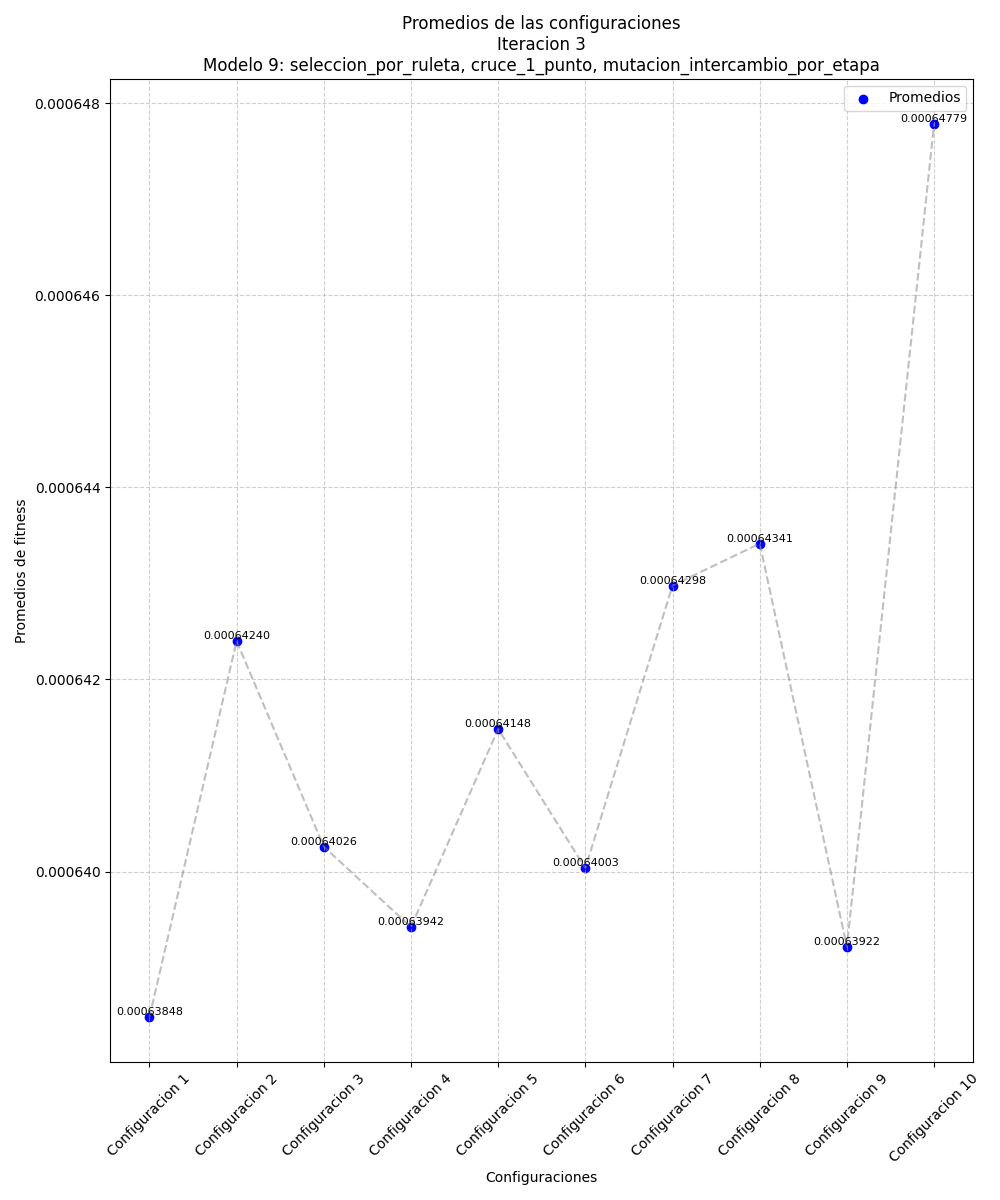 Promedios de las configuraciones
Iteracion 3
Modelo 9: seleccion_por_ruleta, cruce_1_punto, mutacion_intercambio_por_etapa
Promedios
0.000648
0.000646
0.000644
0.000642
0.000640
Promedios de fitness
0.00063848
0.00064240
0.00064026
0.00063942
0.00064148
0.00064003
0.00064298
0.00064341
0.00063922
0.00064779
Configuracion 1
Configuracion 2
Configuracion 3
Configuracion 4
Configuracion 5
Configuracion 6
Configuracion 7
Configuracion 8
Configuracion 9
Configuracion 10
Configuraciones